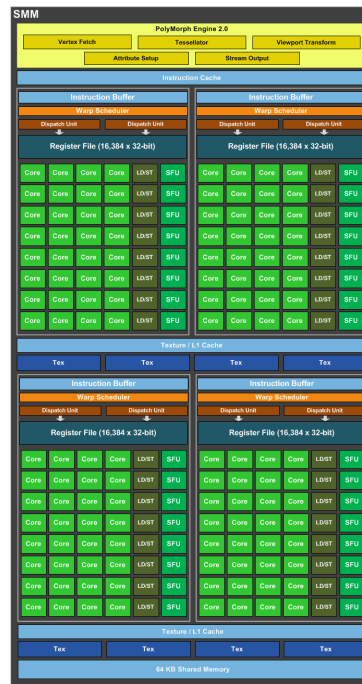 SMM
PolyMorph Engine 2.0
Vertex Fetch Tessellator Viewport Transform
Attribute Setup Stream Output
Instruction Cache
Instruction Buffer Instruction Buffer
Warp Scheduler Warp Scheduler
Dispatch Unit Dispatch Unit Dispatch Unit Dispatch Unit
Register File (16,384 x 32-bit) Register File (16,384 x 32-bit)
Core Core Core Core LD/ST SFU Core Core Core Core LD/ST SFU
Core Core Core Core LD/ST SFU Core Core Core Core LD/ST SFU
Core Core Core Core LD/ST SFU Core Core Core Core LD/ST SFU
Core Core Core Core LD/ST SFU Core Core Core Core LD/ST SFU
Core Core Core Core LD/ST SFU Core Core Core Core LD/ST SFU
Core Core Core Core LD/ST SFU Core Core Core Core LD/ST SFU
Core Core Core Core LD/ST SFU Core Core Core Core LD/ST SFU
Core Core Core Core LD/ST SFU Core Core Core Core LD/ST SFU
Texture / L1 Cache
Tex Tex Tex Tex
Instruction Buffer Instruction Buffer
Warp Scheduler Warp Scheduler
Dispatch Unit Dispatch Unit Dispatch Unit Dispatch Unit
Register File (16,384 x 32-bit) Register File (16,384 x 32-bit)
Core Core Core Core LD/ST SFU Core Core Core Core LD/ST SFU
Core Core Core Core LD/ST SFU Core Core Core Core LD/ST SFU
Core Core Core Core LD/ST SFU Core Core Core Core LD/ST SFU
Core Core Core Core LD/ST SFU Core Core Core Core LD/ST SFU
Core Core Core Core LD/ST SFU Core Core Core Core LD/ST SFU
Core Core Core Core LD/ST SFU Core Core Core Core LD/ST SFU
Core Core Core Core LD/ST SFU Core Core Core Core LD/ST SFU
Core Core Core Core LD/ST SFU Core Core Core Core LD/ST SFU
Texture / L1 Cache
Tex Tex Tex Tex
64 KB Shared Memory